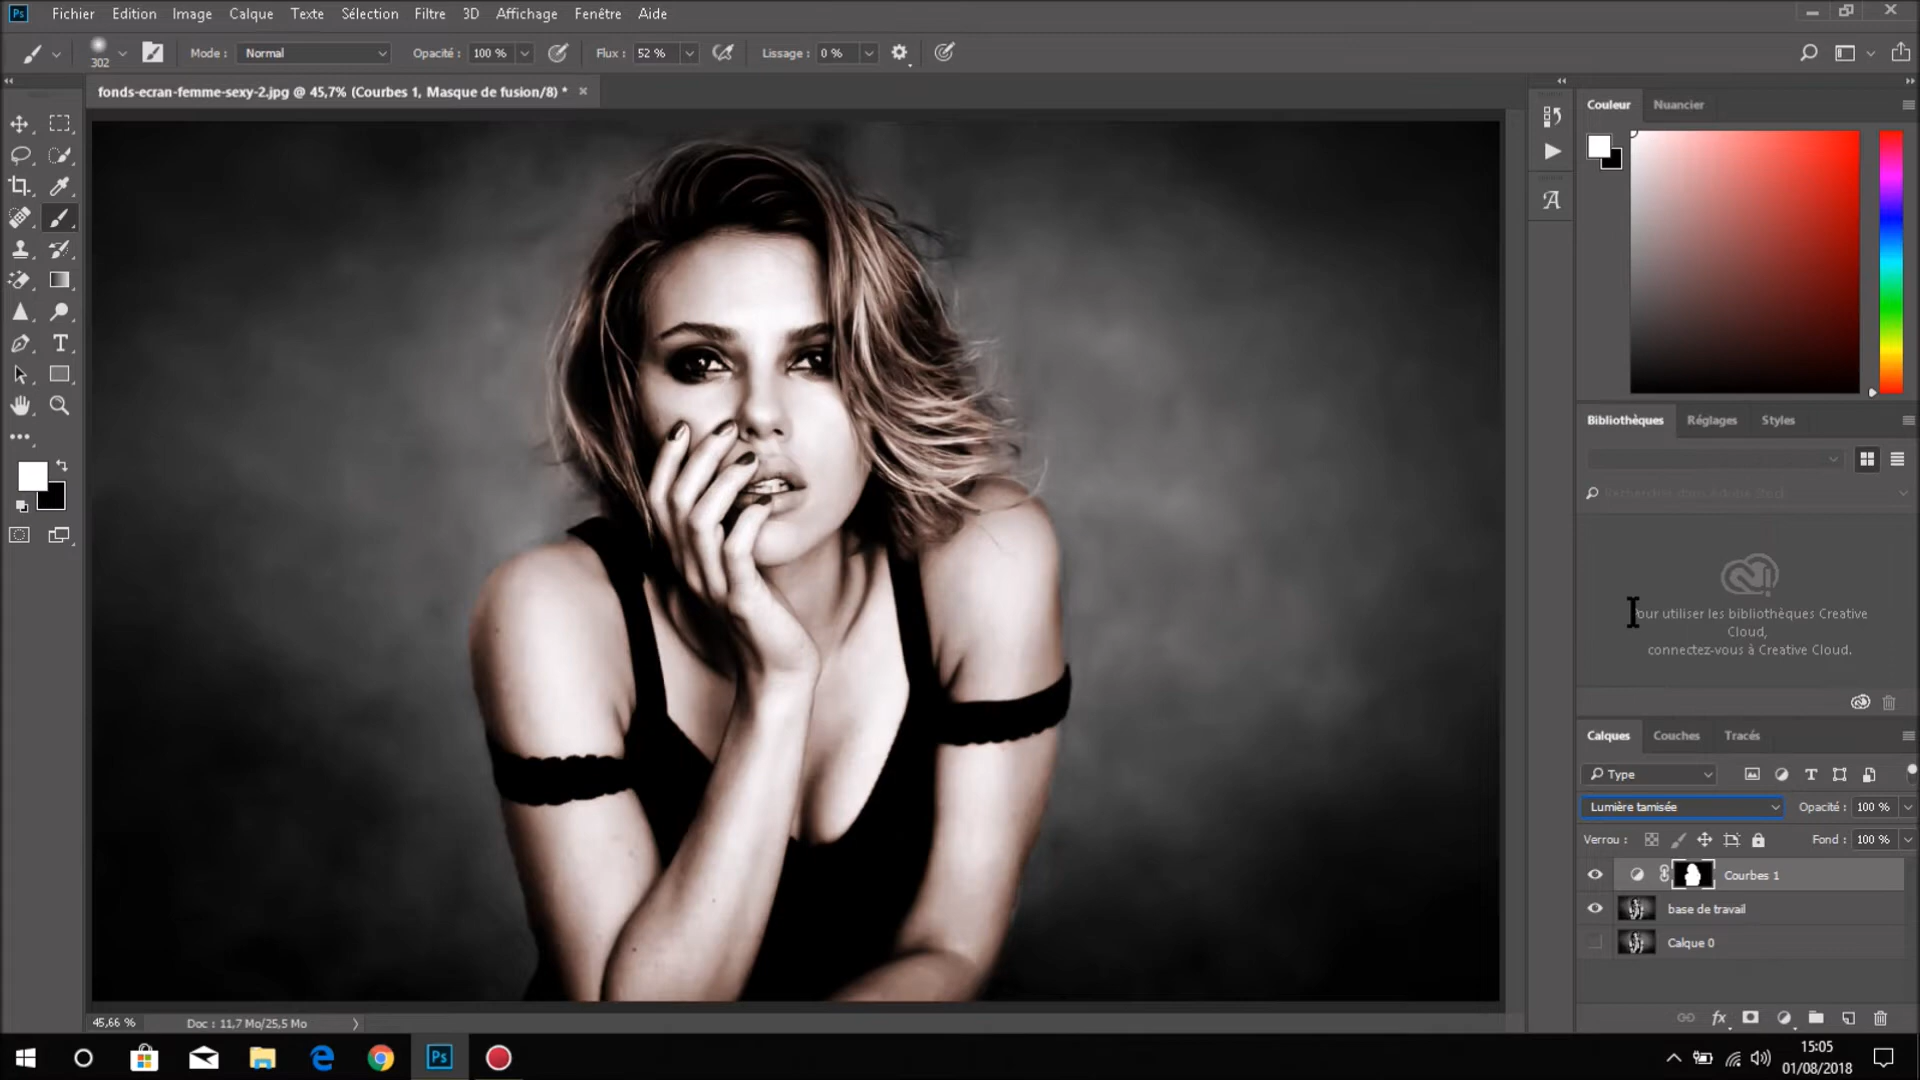 Ps Fichier Edition Image Calque Texte Sélection Filtre 3D Affichage Fenêtre Aide
302 Mode : Normal Opacité : 100 % Flux : 52 % Lissage : 0 %
fonds-ecran-femme-sexy-2.jpg @ 45,7% (Courbes 1, Masque de fusion/8) *
Couleur Nuancier
Bibliothèques Réglages Styles
Rechercher dans Adobe Stock
Pour utiliser les bibliothèques Creative
Cloud,
connectez-vous à Creative Cloud.
Calques Couches Tracés
Type
Lumière tamisée Opacité : 100 %
Verrou : Fond : 100 %
Courbes 1
base de travail
Calque 0
fx
45,66 % Doc : 11,7 Mo/25,5 Mo
Ps
15:05
01/08/2018